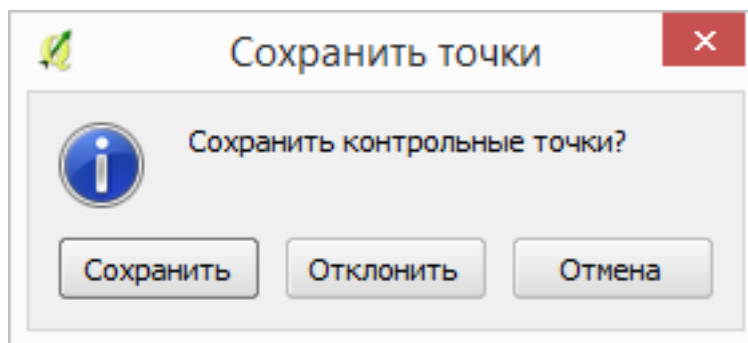 Сохранить точки
Сохранить контрольные точки?
Сохранить Отклонить Отмена